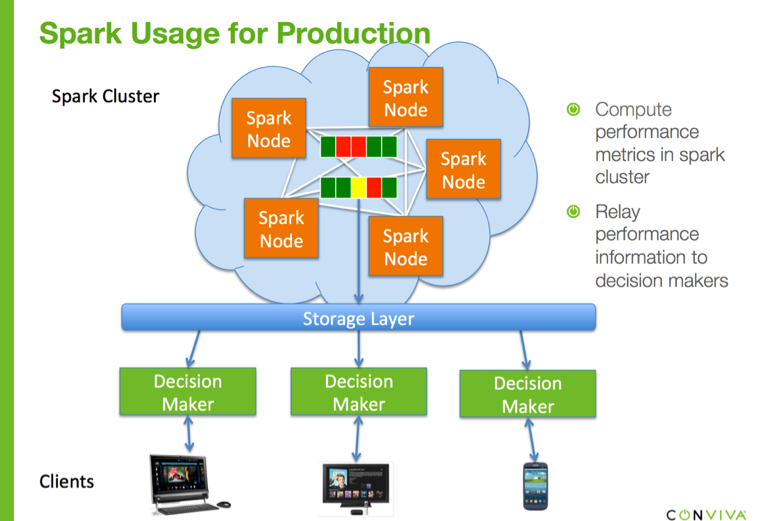 Spark Usage for Production
Spark Cluster
Spark
Node
Spark
Node
Spark
Node
Spark
Node
Spark
Node
Compute
performance
metrics in spark
cluster
Relay
performance
information to
decision makers
Storage Layer
Decision
Maker
Decision
Maker
Decision
Maker
Clients
CONVIVA